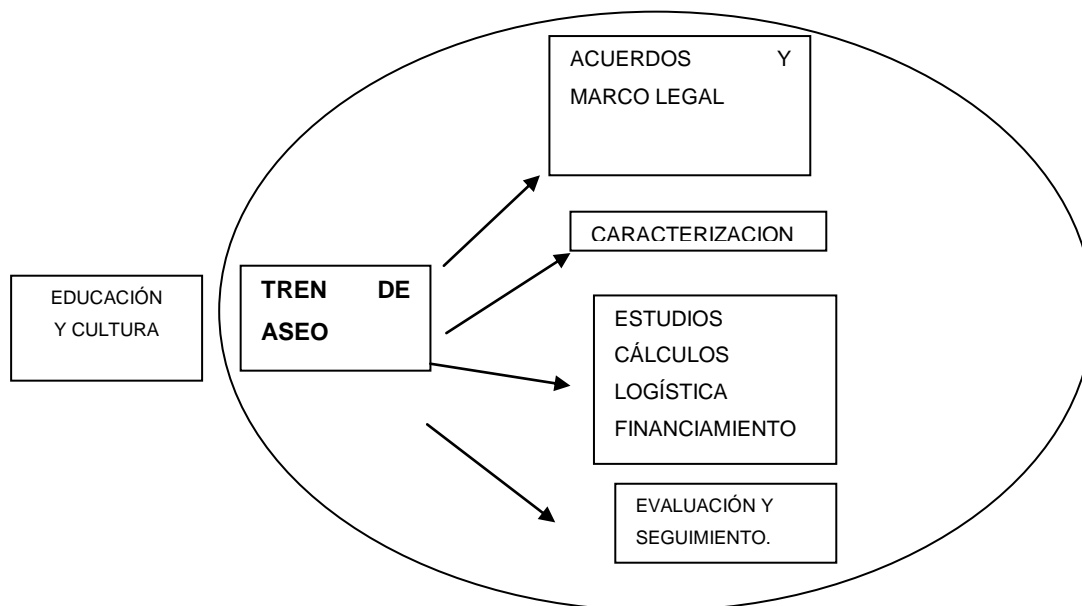 ACUERDOS Y
MARCO LEGAL
CARACTERIZACION
EDUCACIÓN
Y CULTURA
TREN DE
ASEO
ESTUDIOS
CÁLCULOS
LOGÍSTICA
FINANCIAMIENTO
EVALUACIÓN Y
SEGUIMIENTO.